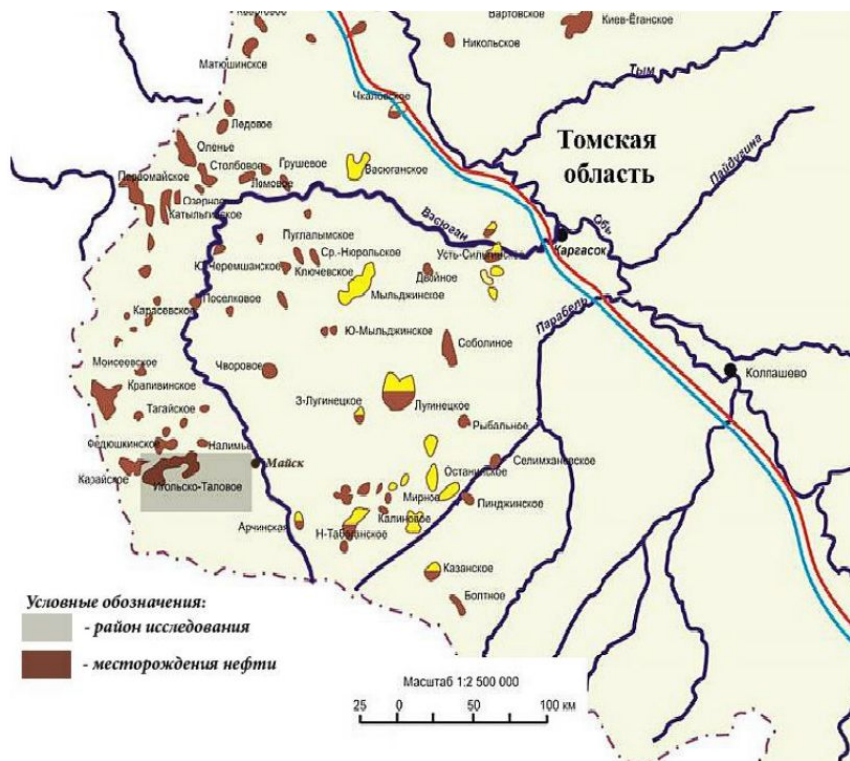 Вартовское
Киев-Еганское
Никольское
Матюшинское
Тым
Чкаловское
Ледовое
Томская
область
Пайдугина
Оленье
Столбовое
Грушевое
Васюганское
Первомайское
Озерное
Ломовое
Катыльгинское
Васюган
Обь
Пуглалымское
Каргасок
Ср.-Нюрольское
Усть-Сильгинское
Ю-Черемшанское
Ключевское
Двойное
Мыльджинское
Поселковое
Карасевское
Парабель
Ю-Мыльджинское
Соболиное
Моисеевское
Чворовое
Колпашево
Крапивинское
З-Лугинецкое
Лугинецкое
Тагайское
Рыбальное
Федюшкинское
Налимье
Майск
Селимхановское
Казайское
Останинское
Игольско-Таловое
Мирное
Пинджинское
Арчинская
Калиновое
Н-Табаганское
Казанское
Болтное
Условные обозначения:
- район исследования
- месторождения нефти
Масштаб 1:2 500 000
25 0 50 100 км